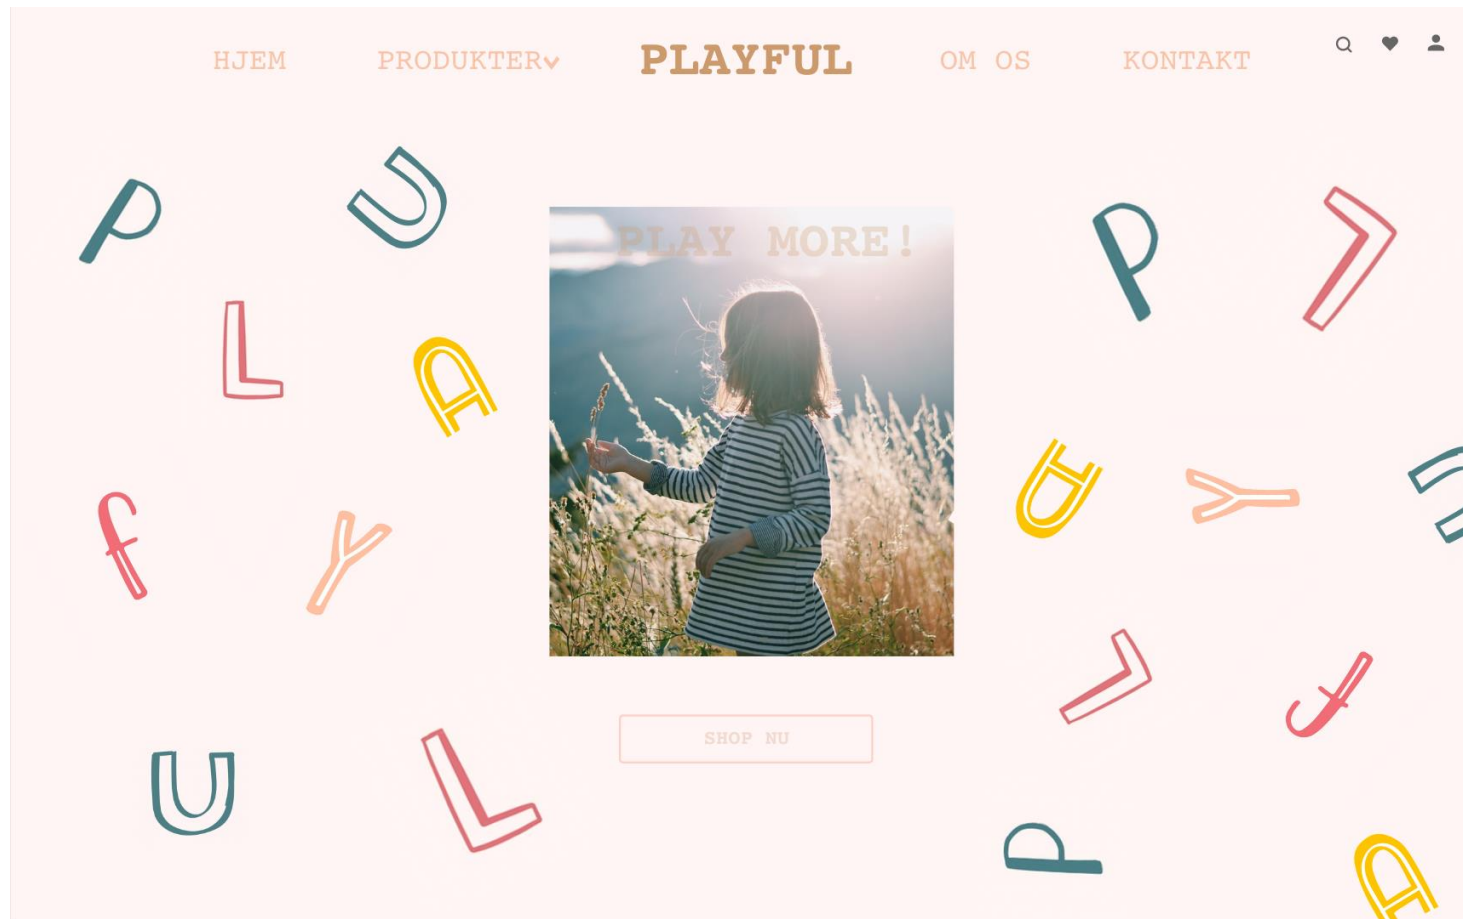 HJEM PRODUKTER PLAYFUL OM OS KONTAKT
PLAY MORE!
P U P L
L A
f Y A Y U
L f
U L P A
SHOP NU